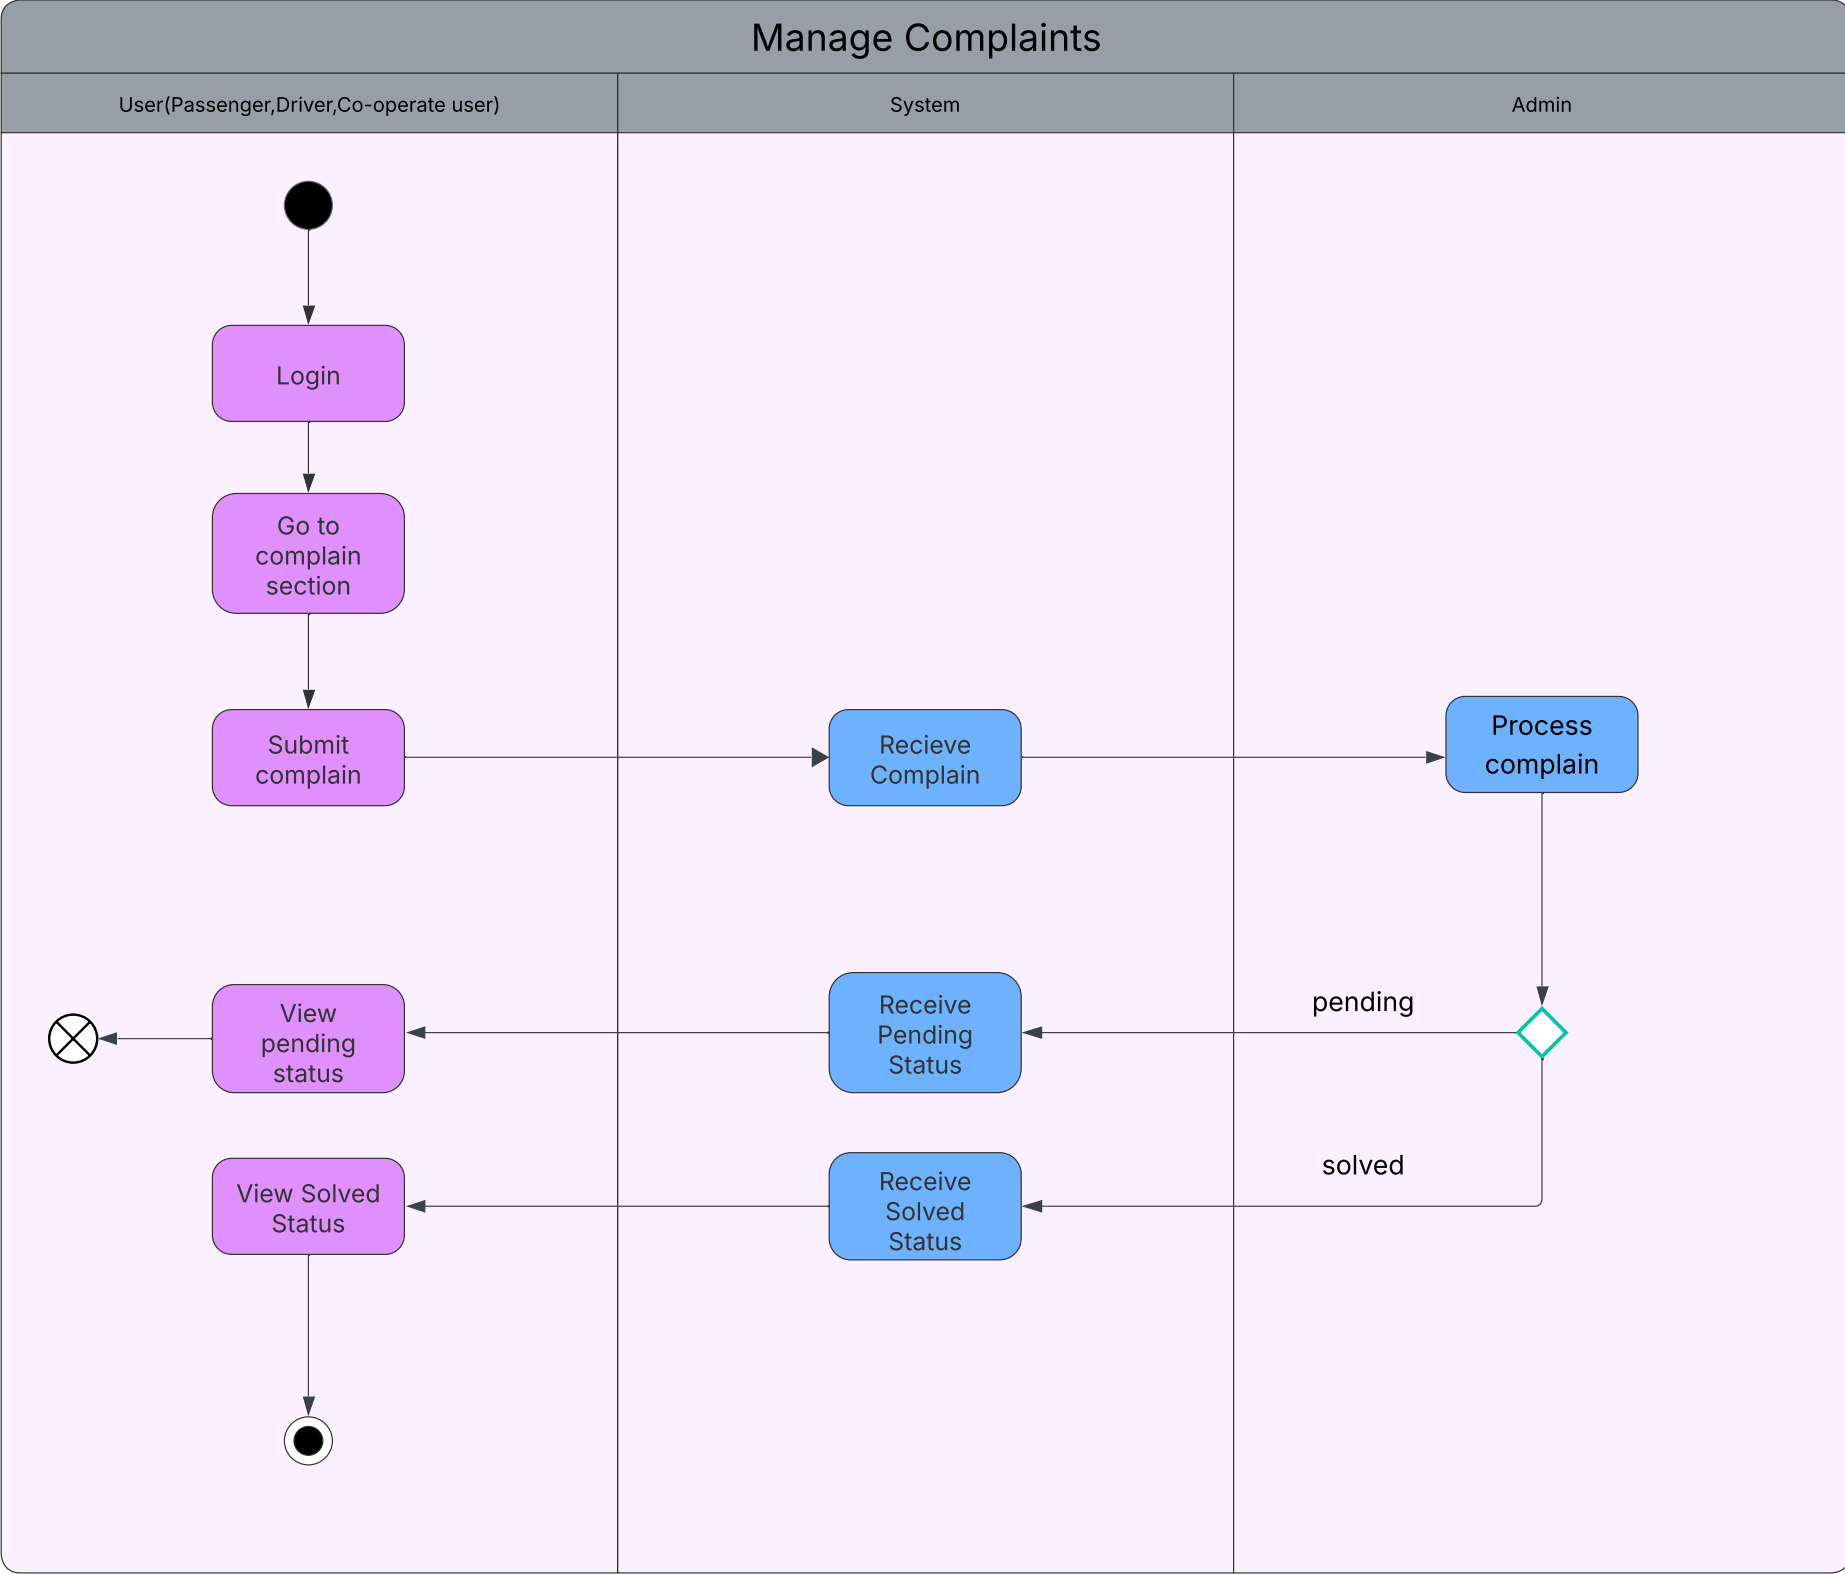 Manage Complaints
User(Passenger,Driver,Co-operate user)
System
Admin
Login
Go to
complain
section
Submit
complain
Recieve
Complain
Process
complain
pending
View
pending
status
Receive
Pending
Status
solved
View Solved
Status
Receive
Solved
Status